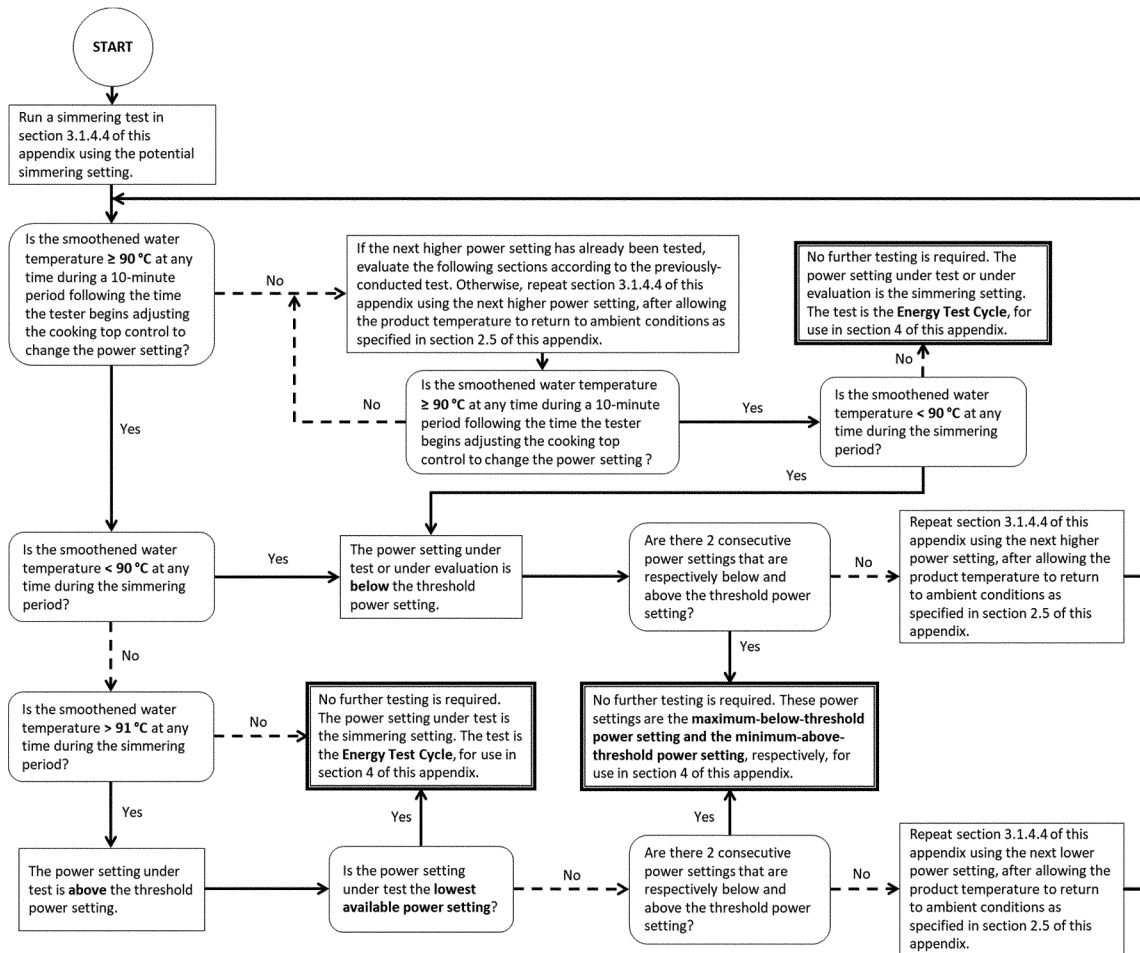 START
Run a simmering test in
section 3.1.4.4 of this
appendix using the potential
simmering setting.
Is the smoothened water
temperature ≥ 90 °C at any
time during a 10-minute
period following the time
the tester begins adjusting
the cooking top control to
change the power setting?
No
If the next higher power setting has already been tested,
evaluate the following sections according to the previously-
conducted test. Otherwise, repeat section 3.1.4.4 of this
appendix using the next higher power setting, after allowing
the product temperature to return to ambient conditions as
specified in section 2.5 of this appendix.
No further testing is required. The
power setting under test or under
evaluation is the simmering setting.
The test is the Energy Test Cycle, for
use in section 4 of this appendix.
No
No
Is the smoothened water temperature
≥ 90 °C at any time during a 10-minute
period following the time the tester
begins adjusting the cooking top
control to change the power setting ?
Yes
Is the smoothened water
temperature < 90 °C at any
time during the simmering
period?
Yes
Yes
Is the smoothened water
temperature < 90 °C at any
time during the simmering
period?
Yes
The power setting under
test or under evaluation is
below the threshold
power setting.
Are there 2 consecutive
power settings that are
respectively below and
above the threshold power
setting?
No
Repeat section 3.1.4.4 of this
appendix using the next higher
power setting, after allowing the
product temperature to return
to ambient conditions as
specified in section 2.5 of this
appendix.
No
Yes
Is the smoothened water
temperature > 91 °C at any
time during the simmering
period?
No
No further testing is required.
The power setting under test is
the simmering setting. The test is
the Energy Test Cycle, for use in
section 4 of this appendix.
No further testing is required. These power
settings are the maximum-below-threshold
power setting and the minimum-above-
threshold power setting, respectively, for
use in section 4 of this appendix.
Yes
Yes
Yes
The power setting under
test is above the threshold
power setting.
Is the power setting
under test the lowest
available power setting?
No
Are there 2 consecutive
power settings that are
respectively below and
above the threshold power
setting?
No
Repeat section 3.1.4.4 of this
appendix using the next lower
power setting, after allowing the
product temperature to return
to ambient conditions as
specified in section 2.5 of this
appendix.